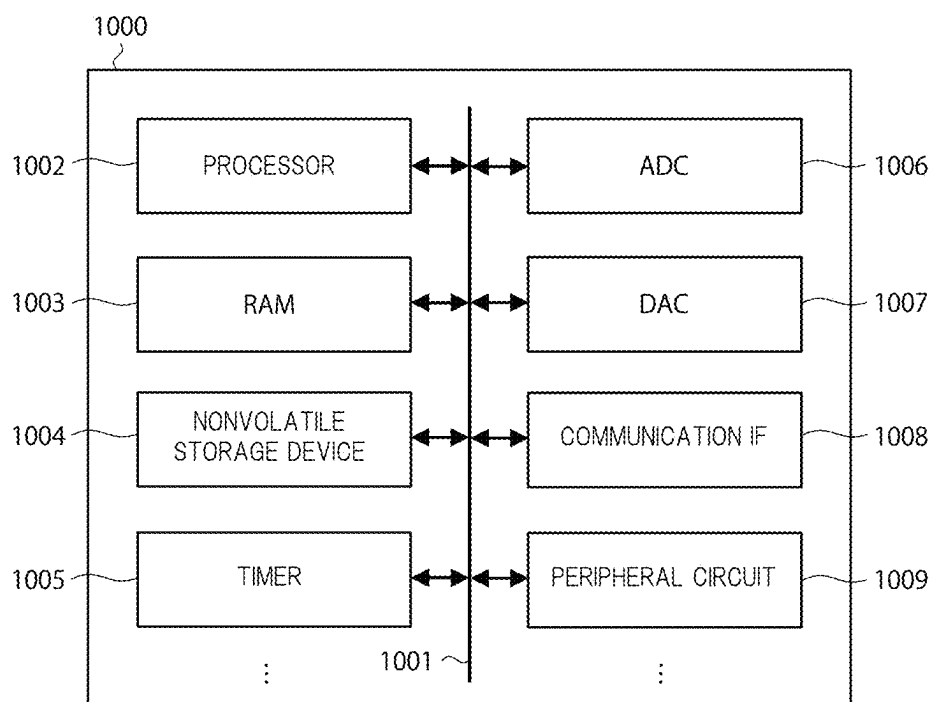 1000
1002
PROCESSOR
ADC
1006
1003
RAM
DAC
1007
1004
NONVOLATILE
STORAGE DEVICE
COMMUNICATION IF
1008
1005
TIMER
PERIPHERAL CIRCUIT
1009
1001